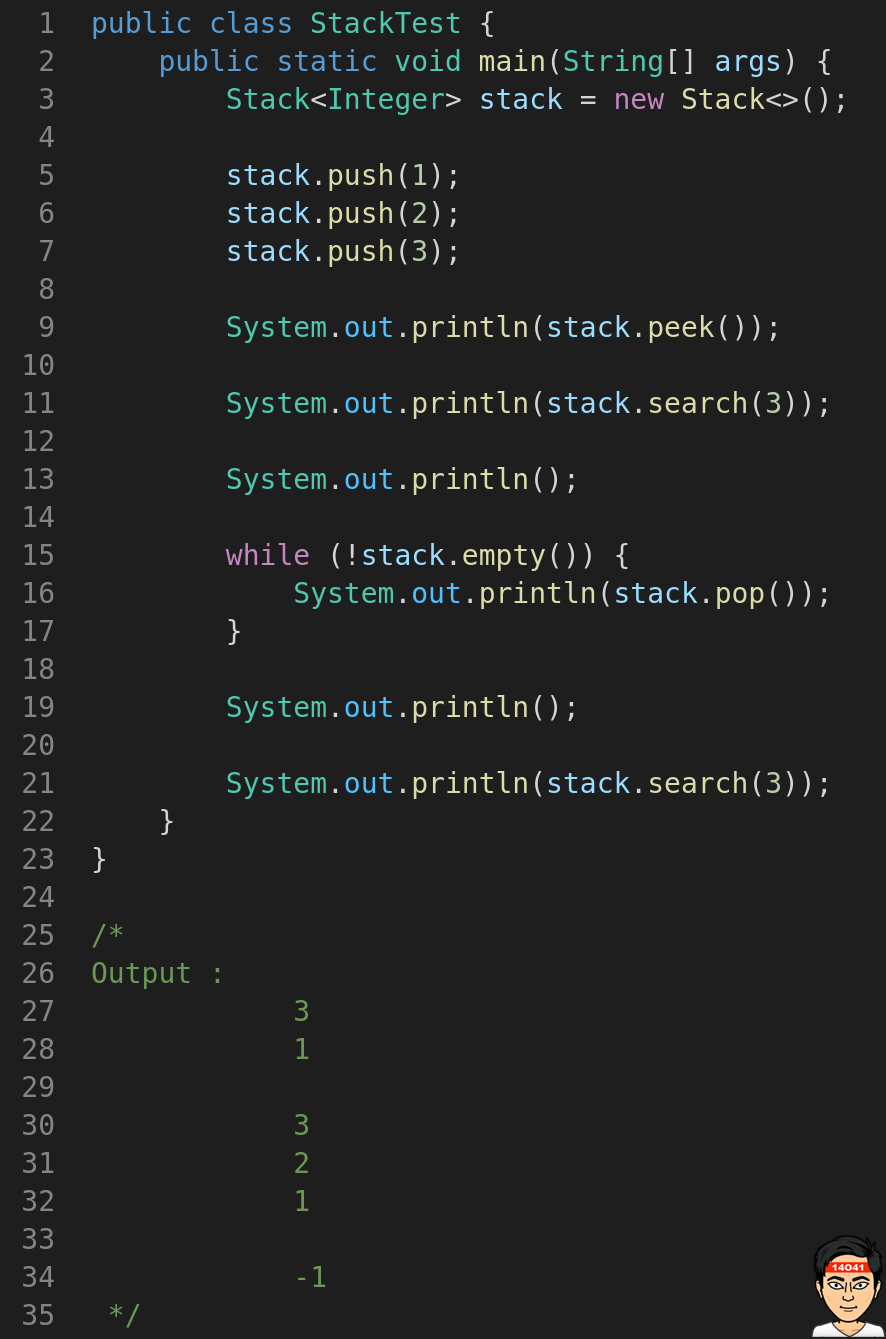 1 public class StackTest {
2     public static void main(String[] args) {
3         Stack<Integer> stack = new Stack<>();
4
5         stack.push(1);
6         stack.push(2);
7         stack.push(3);
8
9         System.out.println(stack.peek());
10
11         System.out.println(stack.search(3));
12
13         System.out.println();
14
15         while (!stack.empty()) {
16             System.out.println(stack.pop());
17         }
18
19         System.out.println();
20
21         System.out.println(stack.search(3));
22     }
23 }
24
25 /*
26 Output :
27             3
28             1
29
30             3
31             2
32             1
33
34             -1
35  */
14041